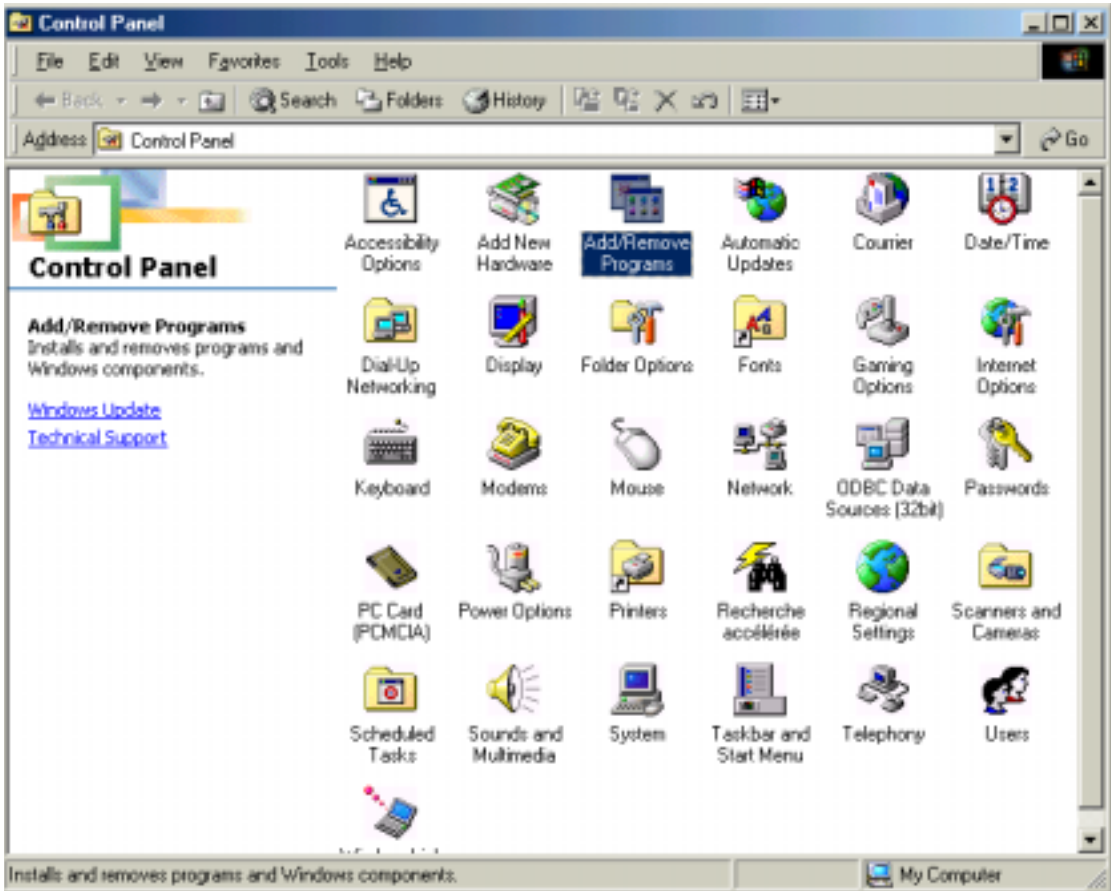 Control Panel
File Edit View Favorites Tools Help
Back Search Folders History
Address Control Panel Go
Control Panel
Add/Remove Programs
Installs and removes programs and
Windows components.
Windows Update
Technical Support
Accessibility
Options
Add New
Hardware
Add/Remove
Programs
Automatic
Updates
Courrier
12
Date/Time
Dial-Up
Networking
Display
Folder Options
Fonts
Gaming
Options
Internet
Options
Keyboard
Modems
Mouse
Network
ODBC Data
Sources (32bit)
Passwords
PC Card
(PCMCIA)
Power Options
Printers
Recherche
accélérée
Regional
Settings
Scanners and
Cameras
Scheduled
Tasks
Sounds and
Multimedia
System
Taskbar and
Start Menu
Telephony
Users
Installs and removes programs and Windows components.
My Computer